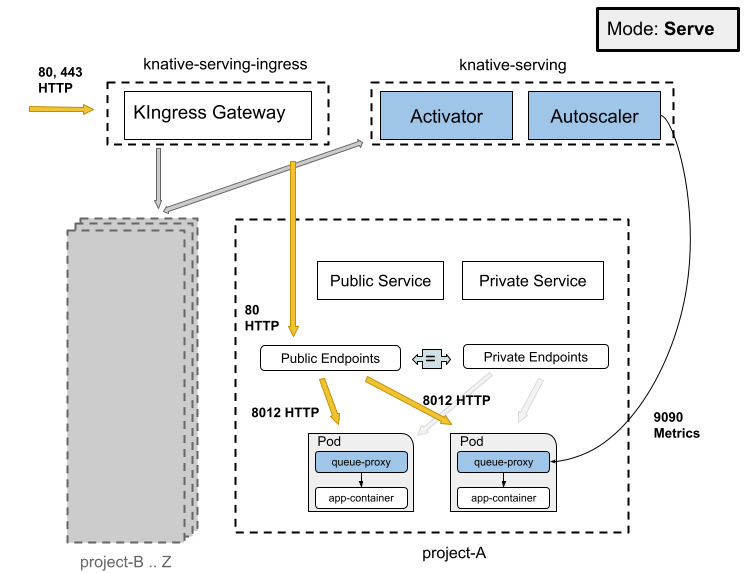 Mode: Serve
knative-serving-ingress
knative-serving
80, 443
HTTP
KIngress Gateway
Activator
Autoscaler
Public Service
Private Service
80
HTTP
Public Endpoints
=
Private Endpoints
8012 HTTP
8012 HTTP
9090
Metrics
Pod
queue-proxy
app-container
Pod
queue-proxy
app-container
project-A
project-B .. Z